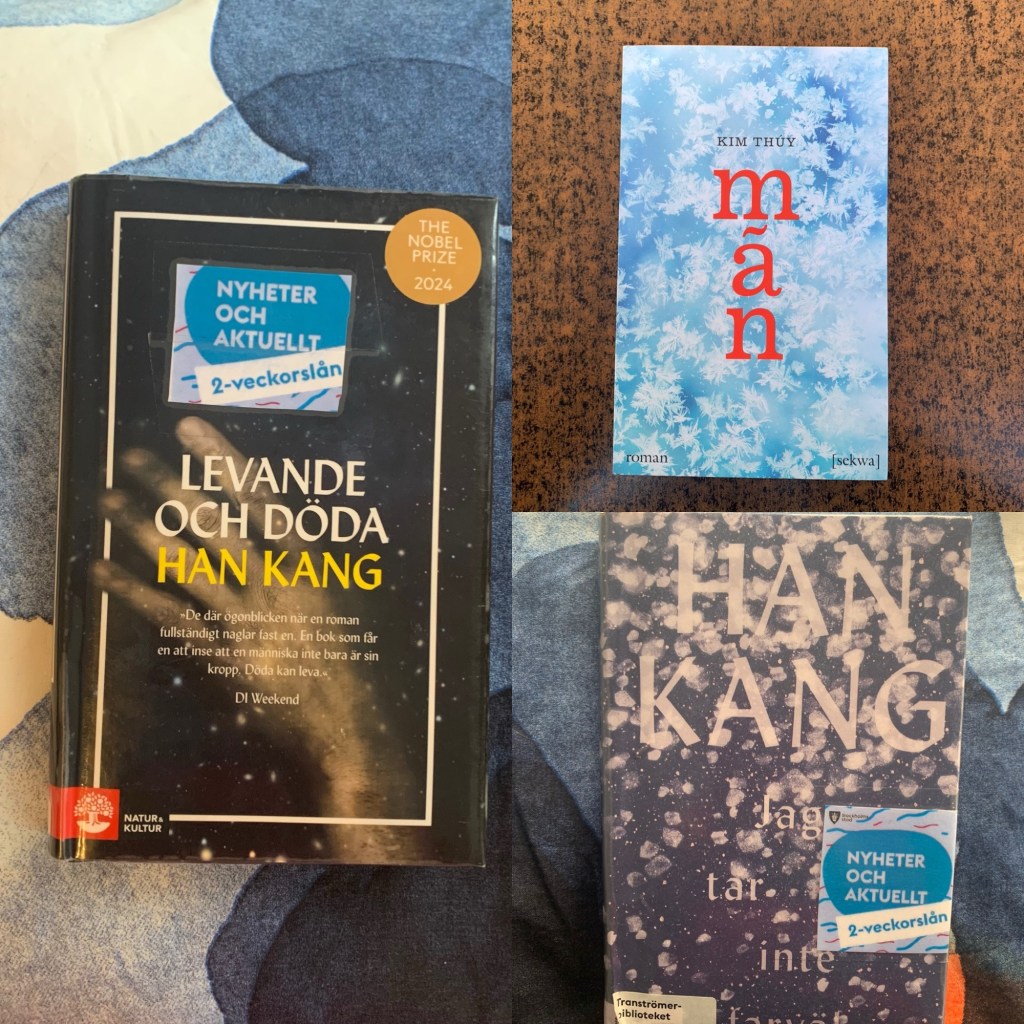 THE
NOBEL
PRIZE
2024
NYHETER
OCH
AKTUELLT
2-veckorslån
LEVANDE
OCH DÖDA
HAN KANG
»De där ögonblicken när en roman
fullständigt naglar fast en. En bok som får
en att inse att en människa inte bara är sin
kropp. Döda kan leva.«
DI Weekend
NATUR&
KULTUR
KIM THÚY
m
ã
n
roman
[sekwa]
HAN
KANG
Jag
tar
inte
farväl
Stockholms
stad
NYHETER
OCH
AKTUELLT
2-veckorslån
Tranströmer-
biblioteket